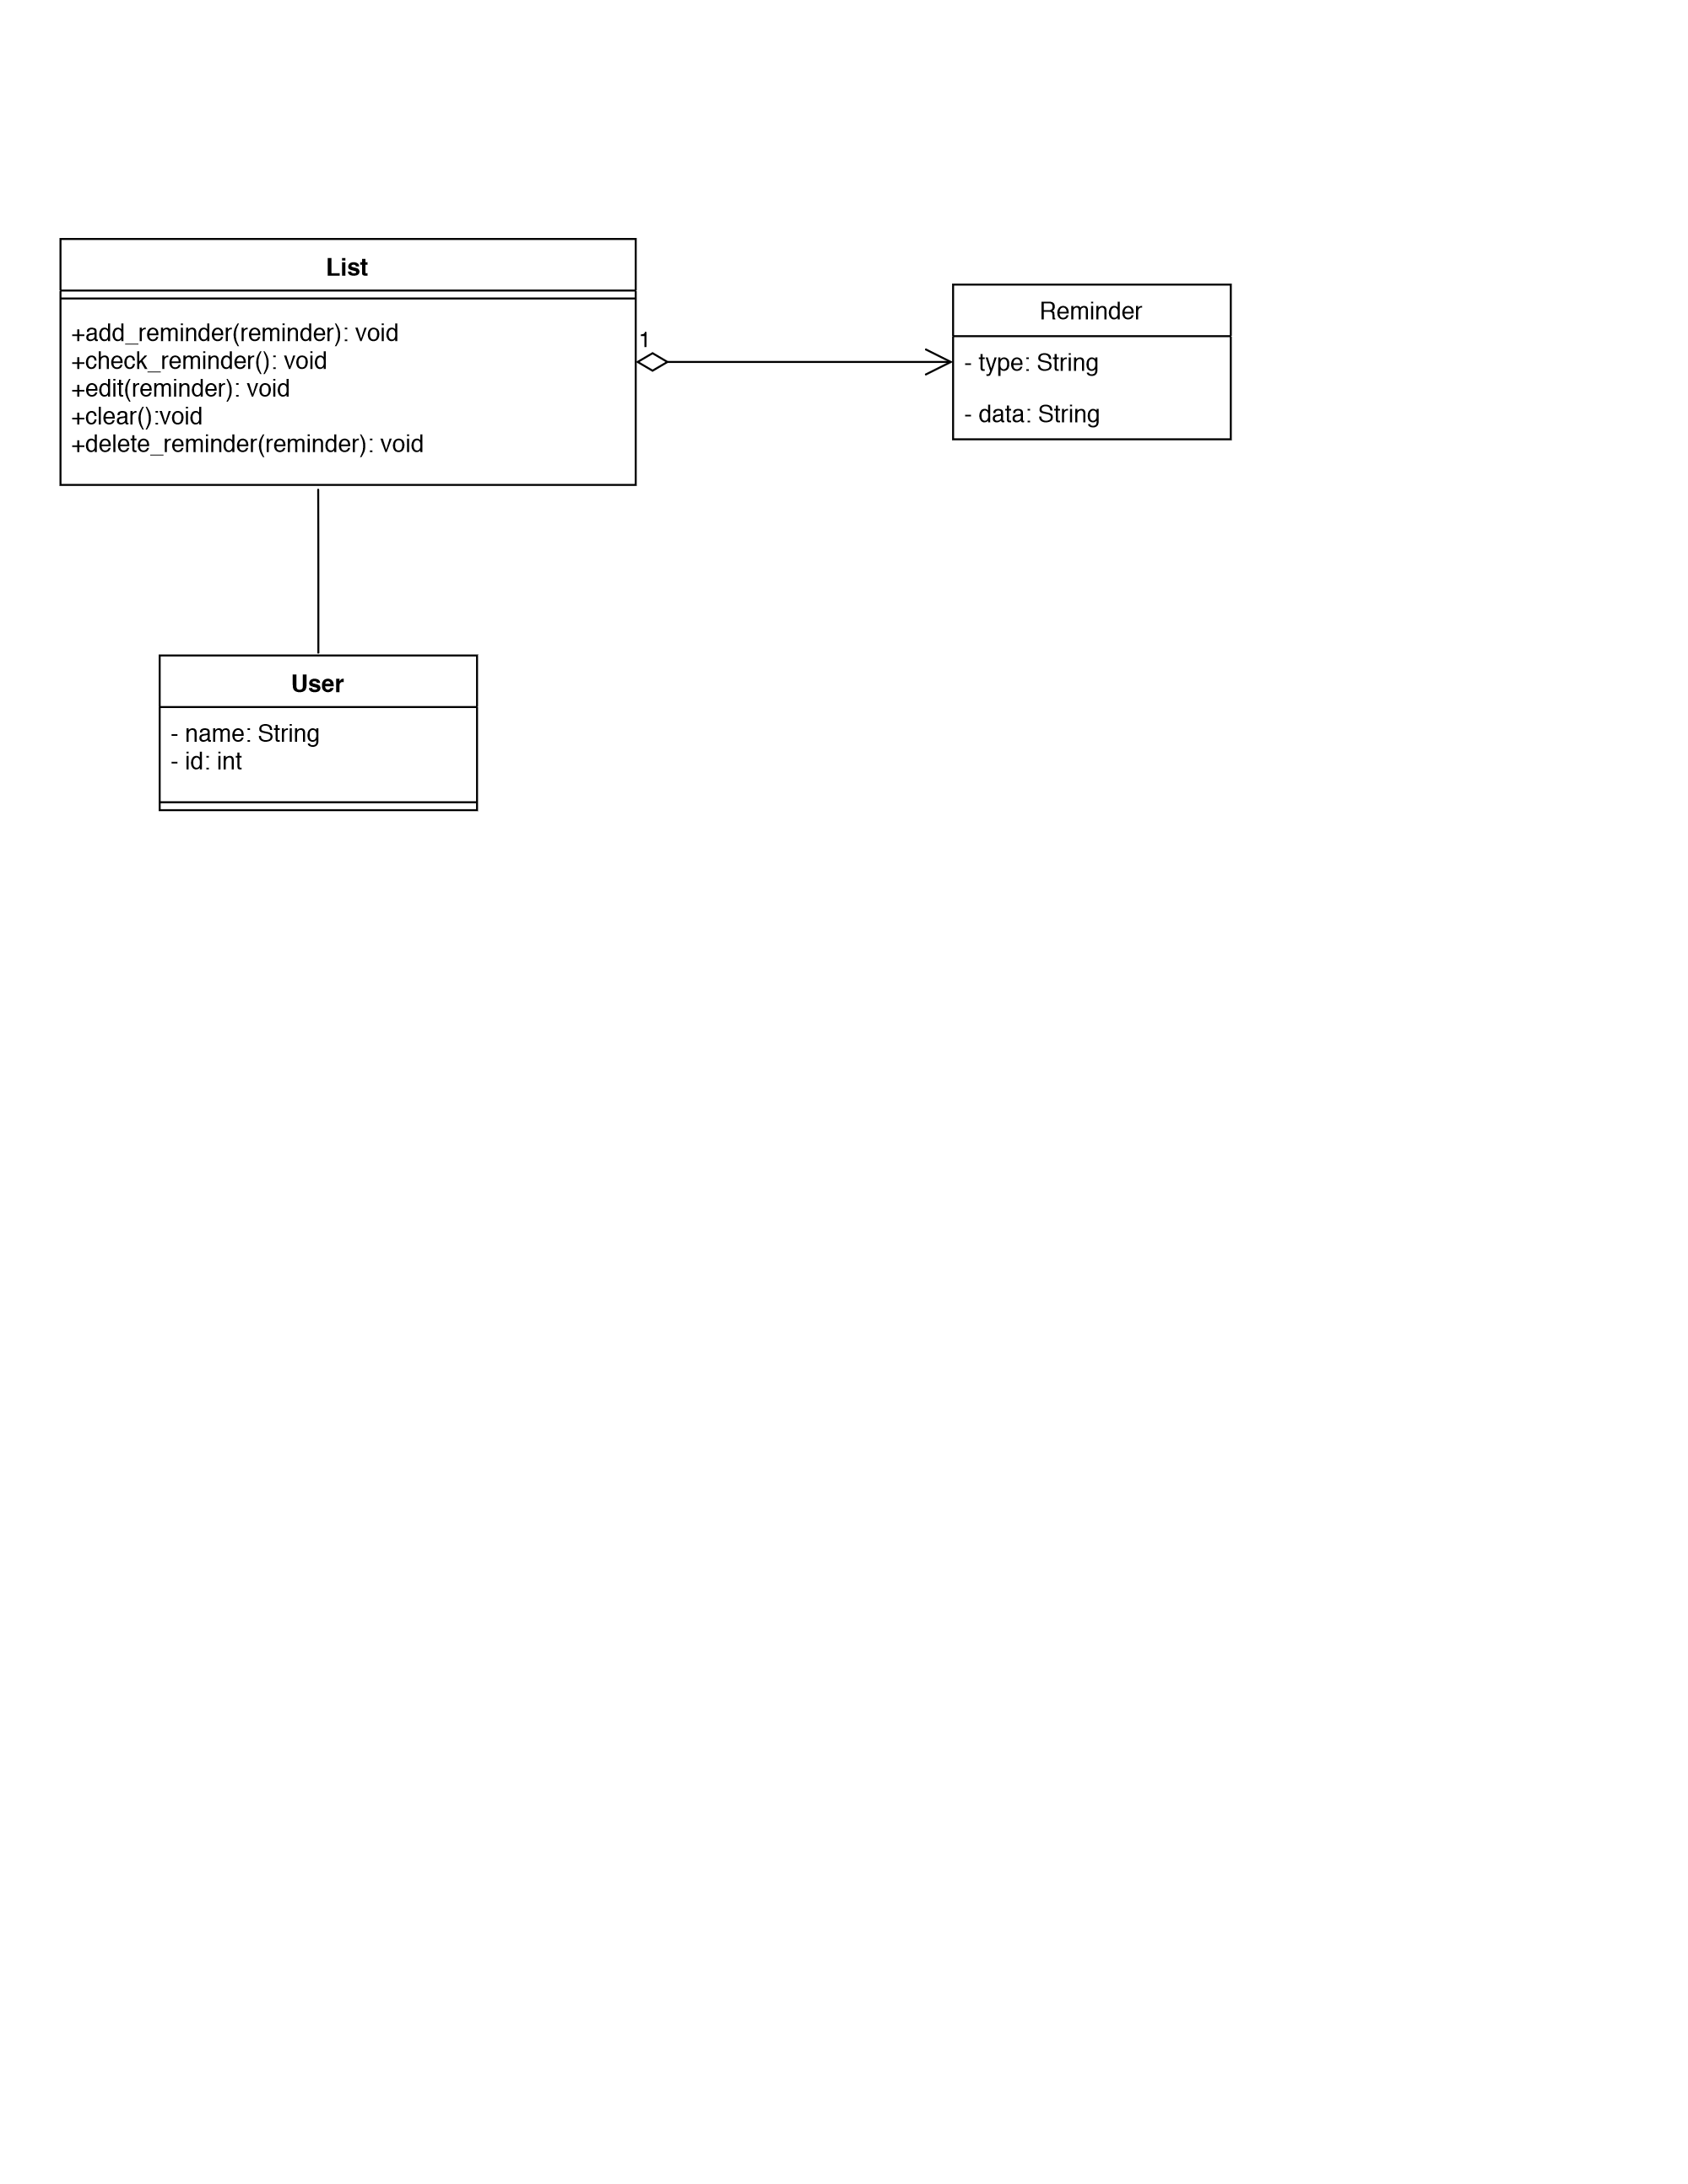 List
+add_reminder(reminder): void
+check_reminder(): void
+edit(reminder): void
+clear():void
+delete_reminder(reminder): void
1
Reminder
- type: String
- data: String
User
- name: String
- id: int